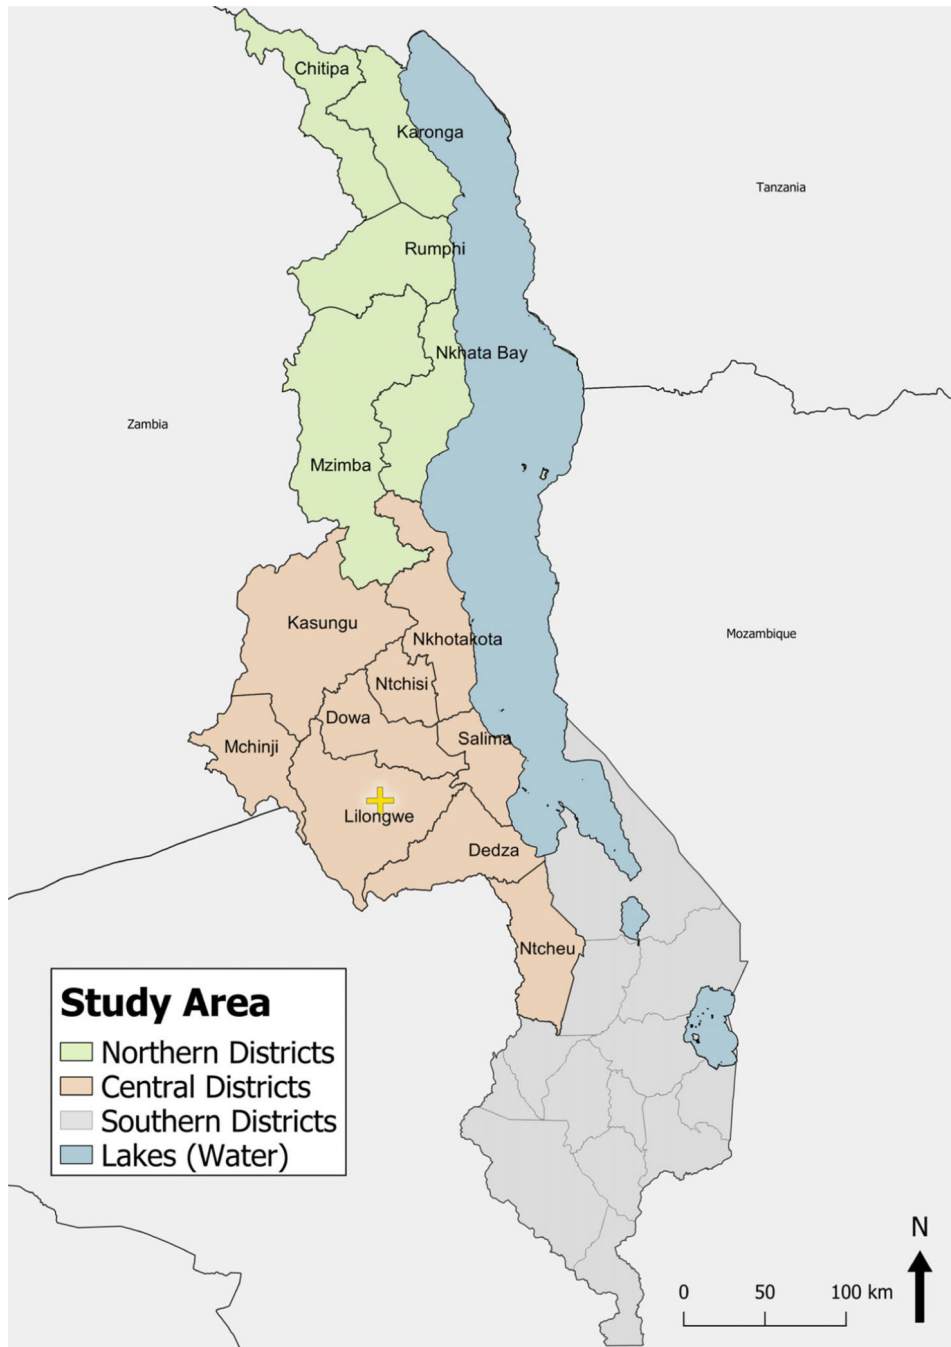 Chitipa
Karonga
Tanzania
Rumphi
Nkhata Bay
Zambia
Mzimba
Kasungu
Nkhotakota
Mozambique
Ntchisi
Dowa
Salima
Mchinji
Lilongwe
Dedza
Ntcheu
Study Area
Northern Districts
Central Districts
Southern Districts
Lakes (Water)
N
0 50 100 km